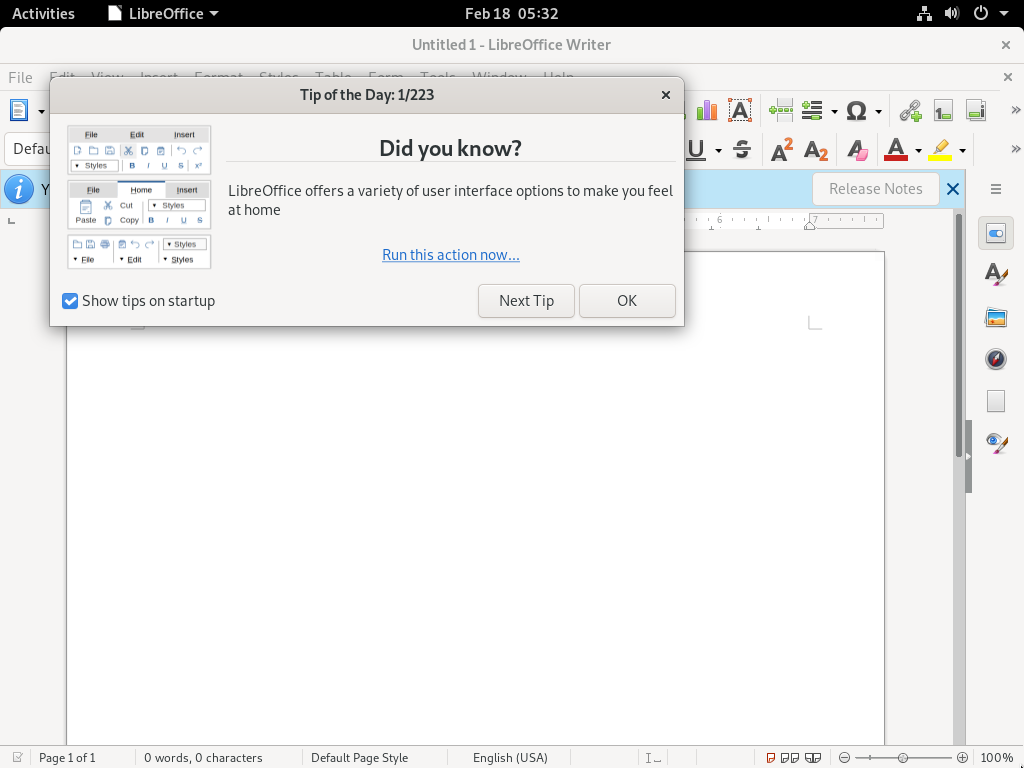 Activities LibreOffice Feb 18 05:32
Untitled 1 - LibreOffice Writer
File Edit View Insert Format Styles Table Form Tools Window Help
Tip of the Day: 1/223
File Edit Insert
Styles B I U S X²
File Home Insert
Cut Styles
Paste Copy B I U S
Styles
File Edit Styles
Did you know?
LibreOffice offers a variety of user interface options to make you feel
at home
Run this action now...
Show tips on startup
Next Tip OK
Release Notes
6 7
Page 1 of 1 0 words, 0 characters Default Page Style English (USA) 100%